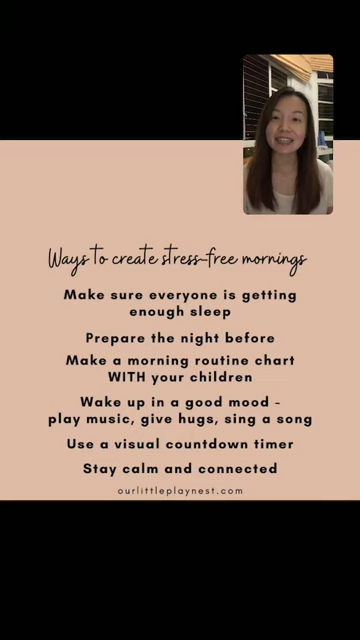 Ways to create stress-free mornings
Make sure everyone is getting
enough sleep
Prepare the night before
Make a morning routine chart
WITH your children
Wake up in a good mood -
play music, give hugs, sing a song
Use a visual countdown timer
Stay calm and connected
ourlittleplaynest.com